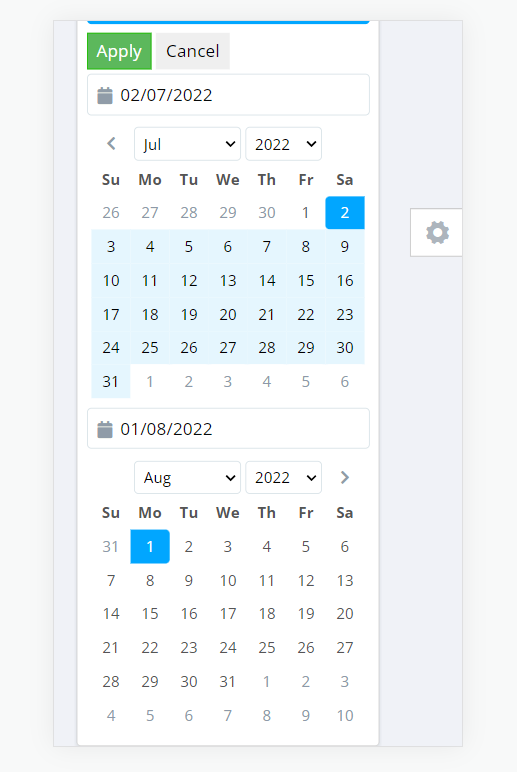 Apply Cancel
02/07/2022
Jul 2022
Su Mo Tu We Th Fr Sa
26 27 28 29 30 1 2
3 4 5 6 7 8 9
10 11 12 13 14 15 16
17 18 19 20 21 22 23
24 25 26 27 28 29 30
31 1 2 3 4 5 6
01/08/2022
Aug 2022
Su Mo Tu We Th Fr Sa
31 1 2 3 4 5 6
7 8 9 10 11 12 13
14 15 16 17 18 19 20
21 22 23 24 25 26 27
28 29 30 31 1 2 3
4 5 6 7 8 9 10